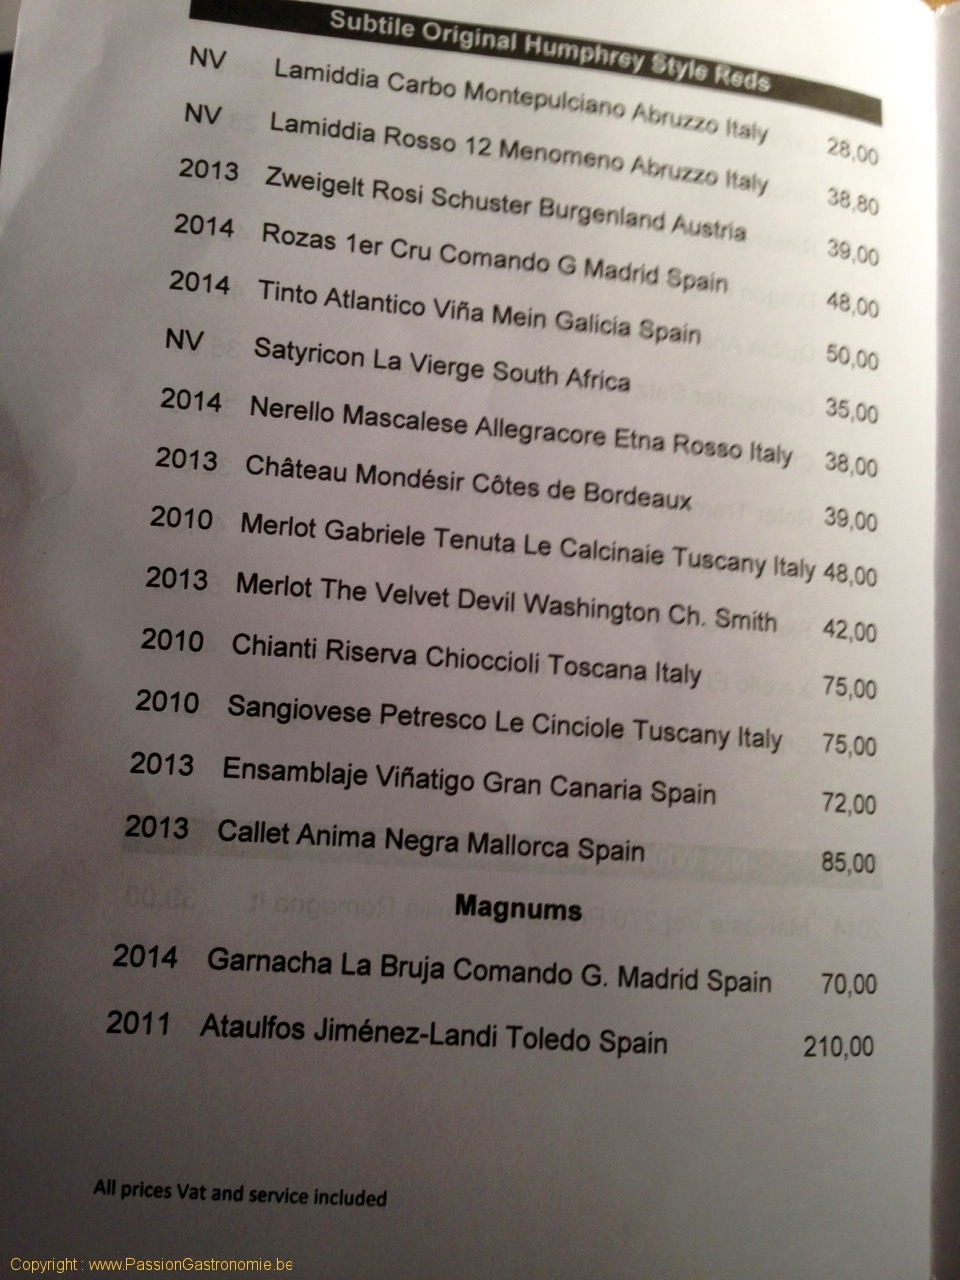 Subtile Original Humphrey Style Reds
NV Lamiddia Carbo Montepulciano Abruzzo Italy 28,00
NV Lamiddia Rosso 12 Menomeno Abruzzo Italy 38,80
2013 Zweigelt Rosi Schuster Burgenland Austria 39,00
2014 Rozas 1er Cru Comando G Madrid Spain 48,00
2014 Tinto Atlantico Viña Mein Galicia Spain 50,00
NV Satyricon La Vierge South Africa 35,00
2014 Nerello Mascalese Allegracore Etna Rosso Italy 38,00
2013 Château Mondésir Côtes de Bordeaux 39,00
2010 Merlot Gabriele Tenuta Le Calcinaie Tuscany Italy 48,00
2013 Merlot The Velvet Devil Washington Ch. Smith 42,00
2010 Chianti Riserva Chioccioli Toscana Italy 75,00
2010 Sangiovese Petresco Le Cinciole Tuscany Italy 75,00
2013 Ensamblaje Viñatigo Gran Canaria Spain 72,00
2013 Callet Anima Negra Mallorca Spain 85,00
Magnums
2014 Garnacha La Bruja Comando G. Madrid Spain 70,00
2011 Ataulfos Jiménez-Landi Toledo Spain 210,00
All prices Vat and service included
Copyright : www.PassionGastronomie.be